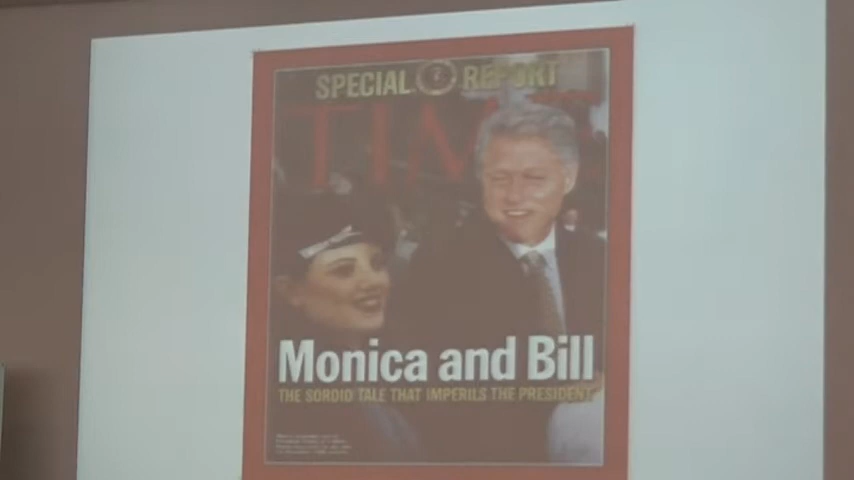 SPECIAL REPORT
TIME
Monica and Bill
THE SORDID TALE THAT IMPERILS THE PRESIDENT